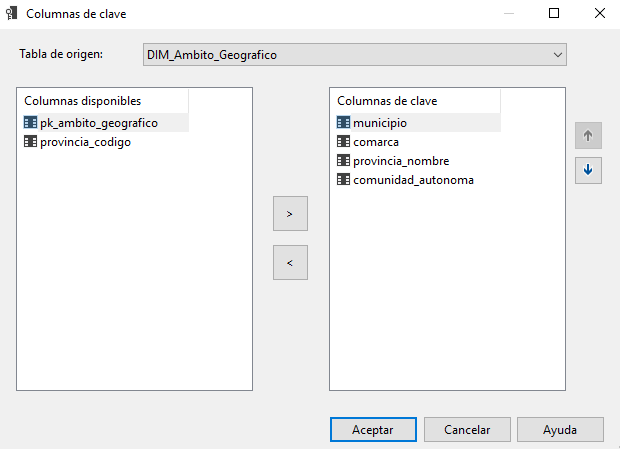 Columnas de clave
Tabla de origen:
DIM_Ambito_Geografico
Columnas disponibles
pk_ambito_geografico
provincia_codigo
>
<
Columnas de clave
municipio
comarca
provincia_nombre
comunidad_autonoma
Aceptar
Cancelar
Ayuda